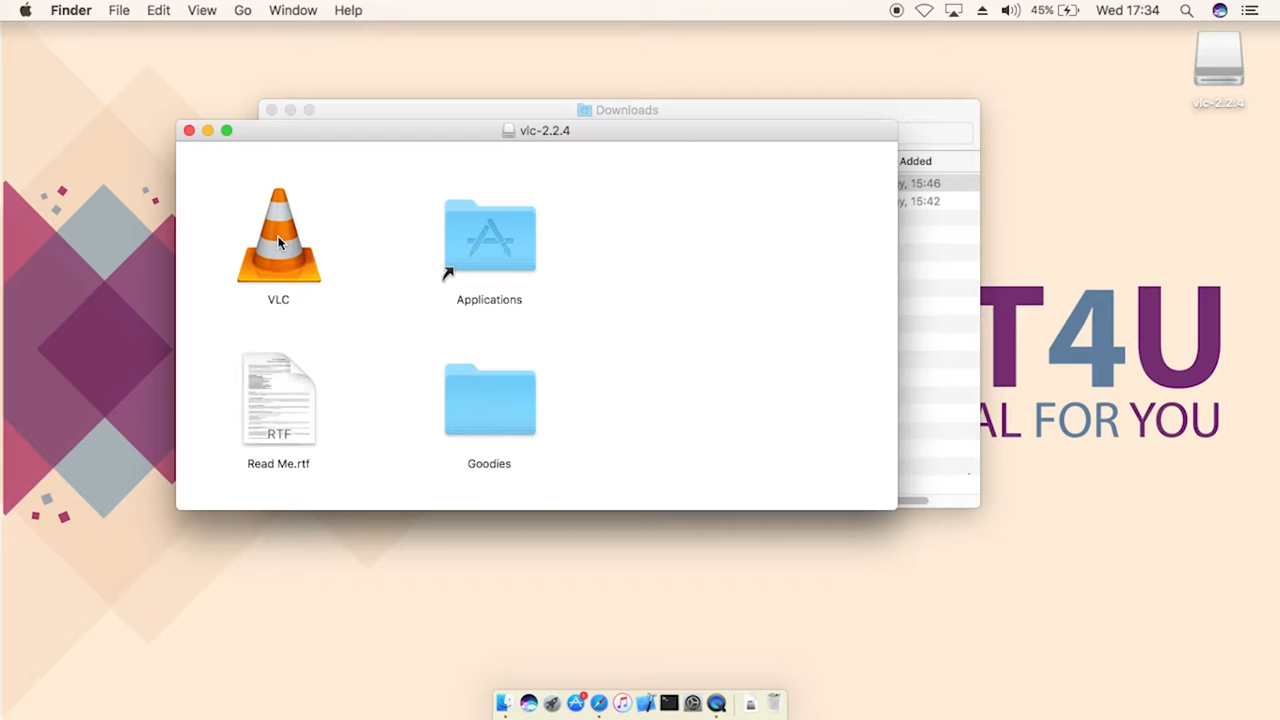 Finder File Edit View Go Window Help 45% Wed 17:34
vlc-2.2.4
Downloads
vlc-2.2.4
Added
y, 15:46
y, 15:42
VLC
Applications
T4U
AL FOR YOU
RTF
Read Me.rtf
Goodies